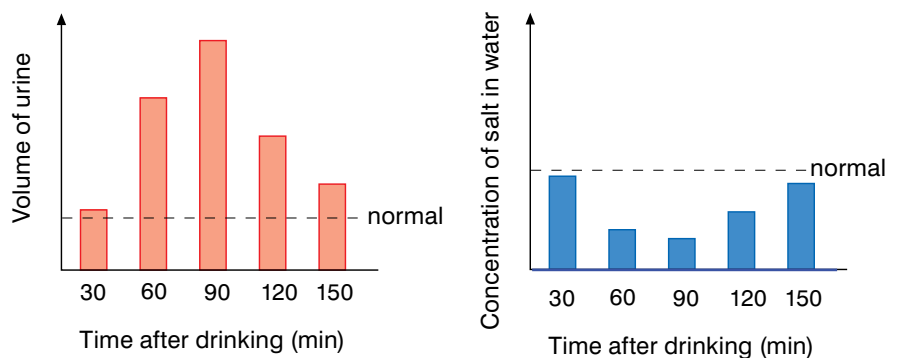 Volume of urine
normal
30 60 90 120 150
Time after drinking (min)
Concentration of salt in water
normal
30 60 90 120 150
Time after drinking (min)